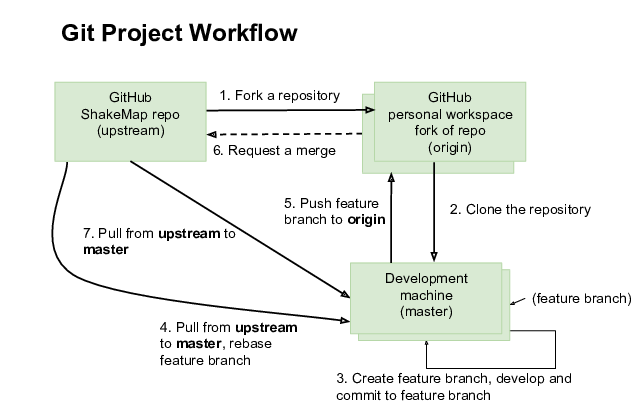 Git Project Workflow
GitHub
ShakeMap repo
(upstream)
1. Fork a repository
GitHub
personal workspace
fork of repo
(origin)
6. Request a merge
5. Push feature
branch to origin
2. Clone the repository
7. Pull from upstream to
master
Development
machine
(master)
(feature branch)
4. Pull from upstream
to master, rebase
feature branch
3. Create feature branch, develop and
commit to feature branch